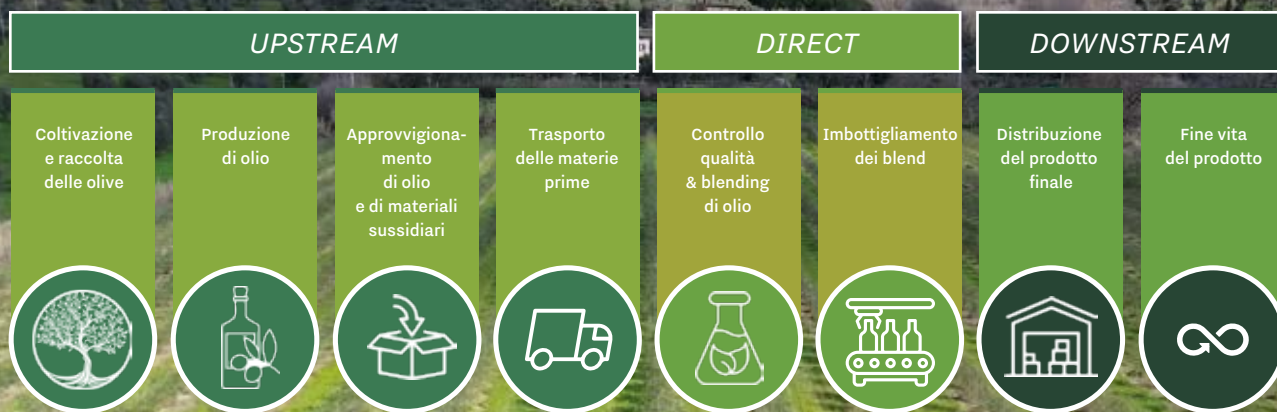 UPSTREAM
DIRECT
DOWNSTREAM
Coltivazione
e raccolta
delle olive
Produzione
di olio
Approvvigiona-
mento
di olio
e di materiali
sussidiari
Trasporto
delle materie
prime
Controllo
qualità
& blending
di olio
Imbottigliamento
dei blend
Distribuzione
del prodotto
finale
Fine vita
del prodotto